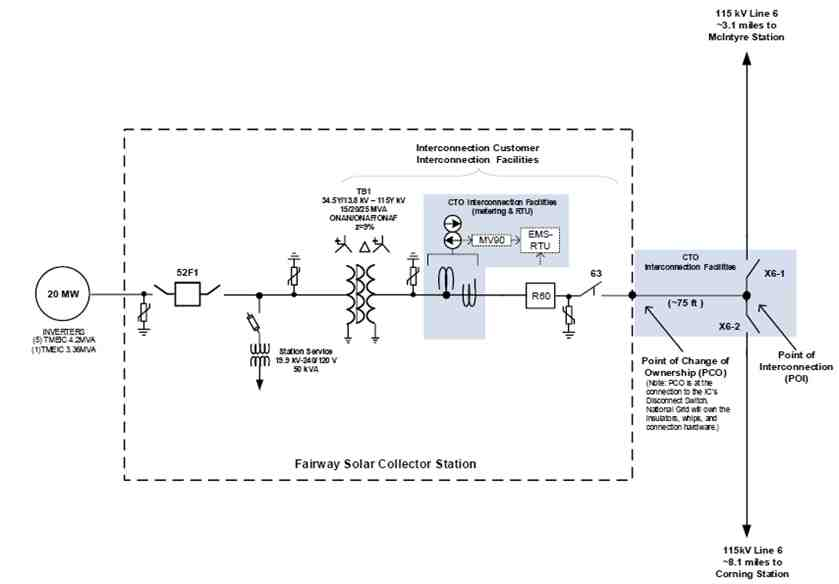 115 kV Line 6
~3.1 miles to
McIntyre Station
Interconnection Customer
Interconnection Facilities
TB1
34.5Y/13.8 kV – 115Y kV
15/20/25 MVA
ONAN/ONAF/ONAF
z=9%
CTO Interconnection Facilities
(metering & RTU)
MV90
EMS-
RTU
CTO
Interconnection Facilities
52F1
63
X6-1
20 MW
R60
(~75 ft )
X6-2
INVERTERS
(5) TMEIC 4.2MVA
(1)TMEIC 3.36MVA
Station Service
19.9 kV-240/120 V
50 kVA
Point of Change of
Ownership (PCO)
(Note: PCO is at the
connection to the IC's
Disconnect Switch.
National Grid will own the
insulators, whips, and
connection hardware.)
Point of
Interconnection
(POI)
Fairway Solar Collector Station
115kV Line 6
~8.1 miles to
Corning Station